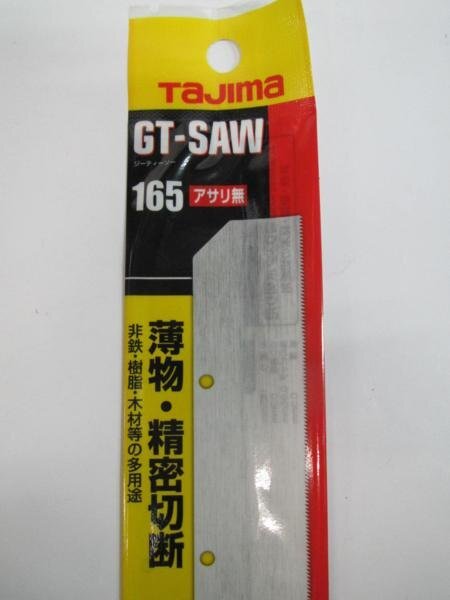 TaJima
GT-SAW
ジーティーソー
165 アサリ無
薄物・精密切断
非鉄・樹脂・木材等の多用途